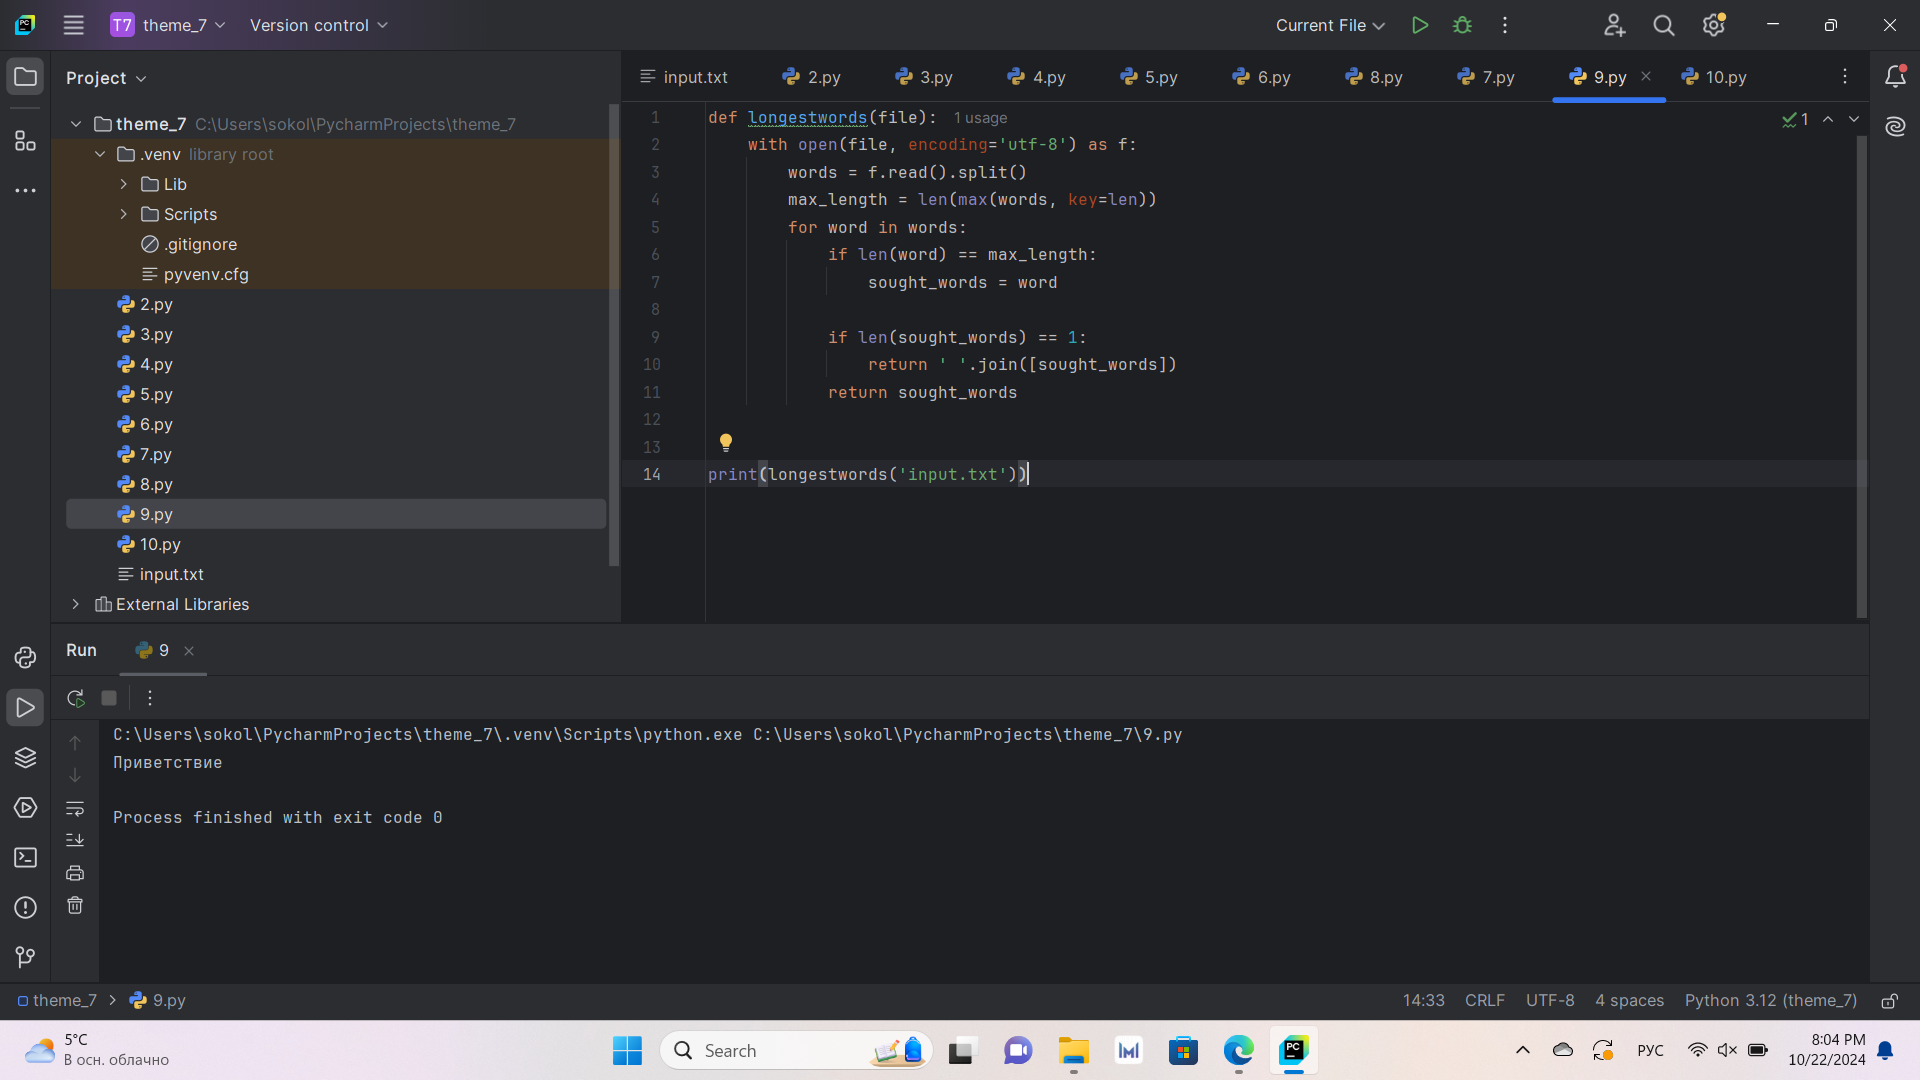 T7 theme_7 Version control Current File
Project
input.txt 2.py 3.py 4.py 5.py 6.py 8.py 7.py 9.py 10.py
theme_7 C:\Users\sokol\PycharmProjects\theme_7
.venv library root
Lib
Scripts
.gitignore
pyvenv.cfg
2.py
3.py
4.py
5.py
6.py
7.py
8.py
9.py
10.py
input.txt
External Libraries
1 def longestwords(file): 1 usage
2 with open(file, encoding='utf-8') as f:
3 words = f.read().split()
4 max_length = len(max(words, key=len))
5 for word in words:
6 if len(word) == max_length:
7 sought_words = word
8
9 if len(sought_words) == 1:
10 return ' '.join([sought_words])
11 return sought_words
12
13
14 print(longestwords('input.txt'))
1
Run 9
C:\Users\sokol\PycharmProjects\theme_7\.venv\Scripts\python.exe C:\Users\sokol\PycharmProjects\theme_7\9.py
Приветствие
Process finished with exit code 0
theme_7 9.py 14:33 CRLF UTF-8 4 spaces Python 3.12 (theme_7)
5°C
В осн. облачно
Search
PC
РУС
8:04 PM
10/22/2024